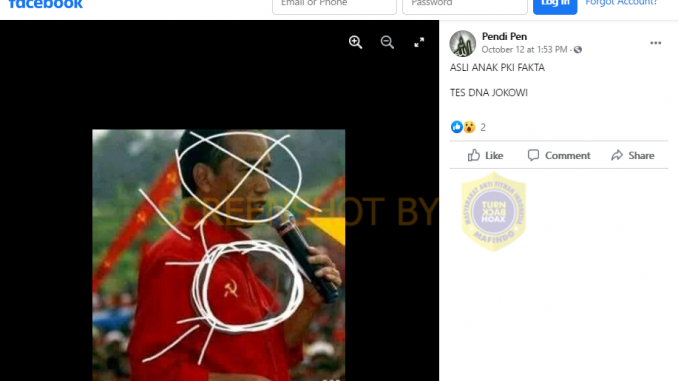 facebook
Email or Phone
Password
Log In
Forgot Account?
Pendi Pen
October 12 at 1:53 PM
ASLI ANAK PKI FAKTA
TES DNA JOKOWI
2
Like
Comment
Share
SCREENSHOT BY
MASYARAKAT ANTI FITNAH INDONESIA
TURN
BACK
HOAX
MAFINDO